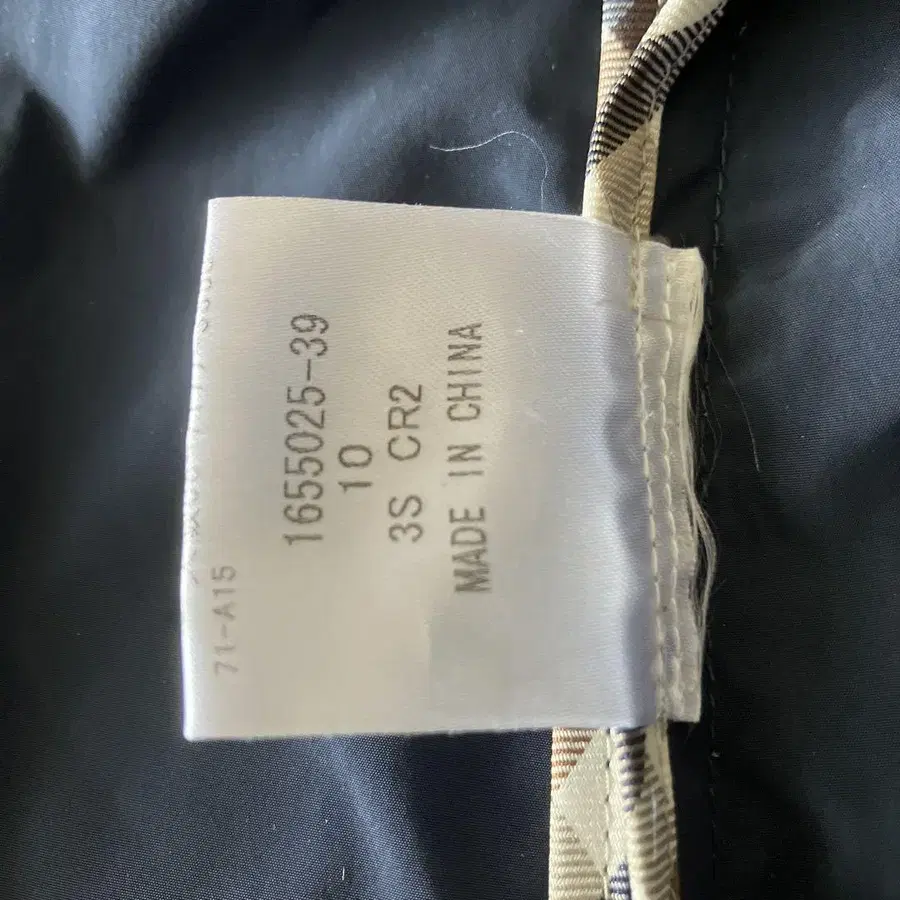 1655025-39
10
3S CR2
MADE IN CHINA
71-A15